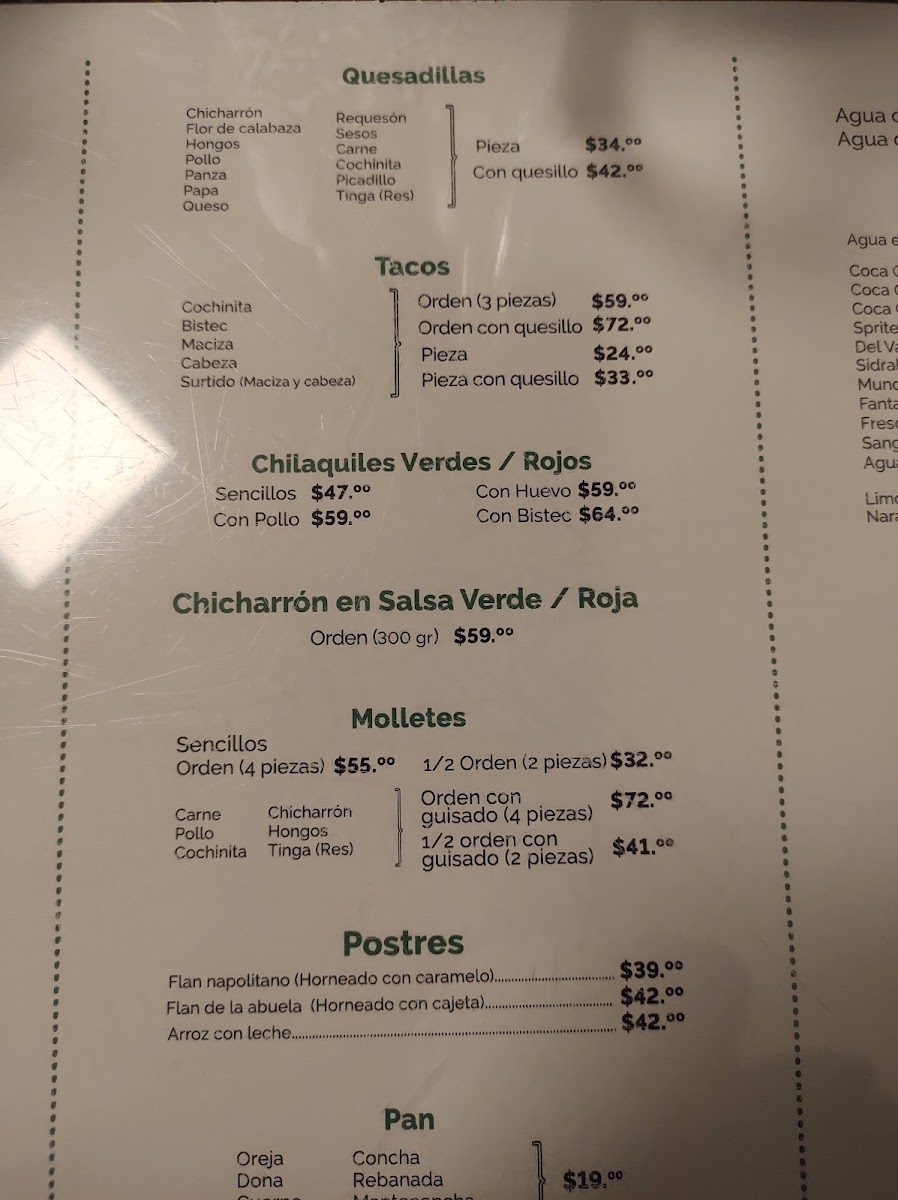 Quesadillas
Chicharrón
Flor de calabaza
Hongos
Pollo
Panza
Papa
Queso
Requesón
Sesos
Carne
Cochinita
Picadillo
Tinga (Res)
Pieza $34.00
Con quesillo $42.00
Tacos
Cochinita
Bistec
Maciza
Cabeza
Surtido (Maciza y cabeza)
Orden (3 piezas) $59.00
Orden con quesillo $72.00
Pieza $24.00
Pieza con quesillo $33.00
Chilaquiles Verdes / Rojos
Sencillos $47.00 Con Huevo $59.00
Con Pollo $59.00 Con Bistec $64.00
Chicharrón en Salsa Verde / Roja
Orden (300 gr) $59.00
Molletes
Sencillos
Orden (4 piezas) $55.00 1/2 Orden (2 piezas) $32.00
Carne
Pollo
Cochinita
Chicharrón
Hongos
Tinga (Res)
Orden con
guisado (4 piezas) $72.00
1/2 orden con
guisado (2 piezas) $41.00
Postres
Flan napolitano (Horneado con caramelo)........ $39.00
Flan de la abuela (Horneado con cajeta)........ $42.00
Arroz con leche........ $42.00
Pan
Oreja
Dona
Concha
Rebanada
$19.00
Agua
Agua
Agua
Coca
Coca
Coca
Sprite
Del